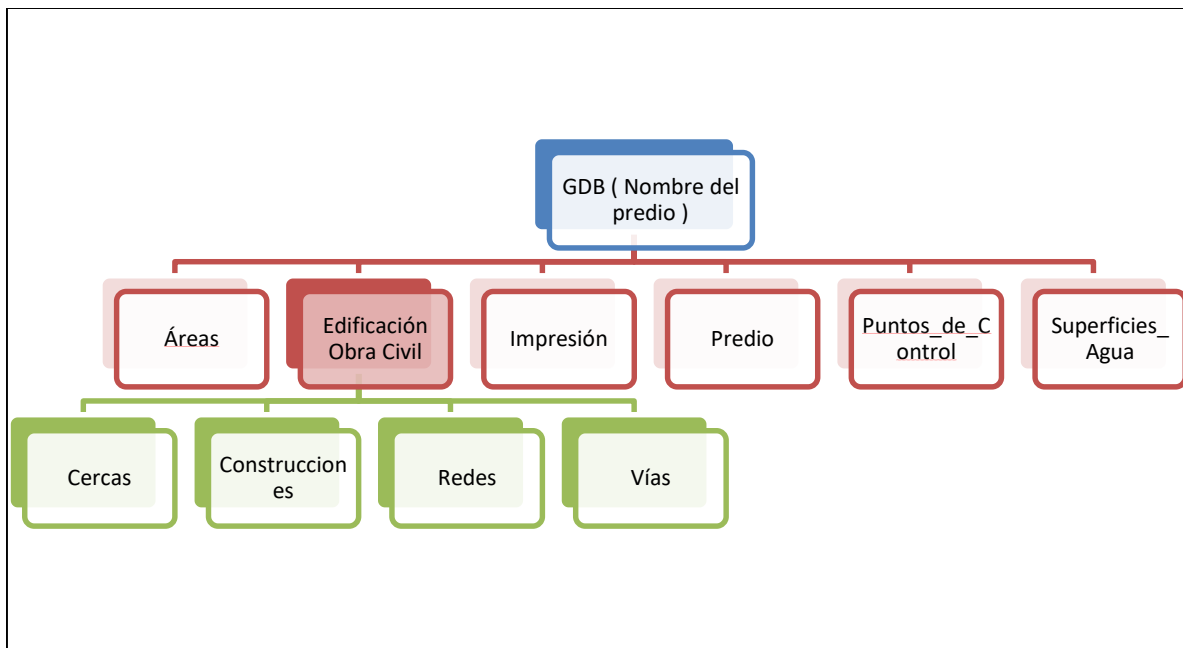 GDB ( Nombre del
predio )
Áreas
Edificación
Obra Civil
Impresión
Predio
Puntos_de_C
ontrol
Superficies_
Agua
Cercas
Construccion
es
Redes
Vías